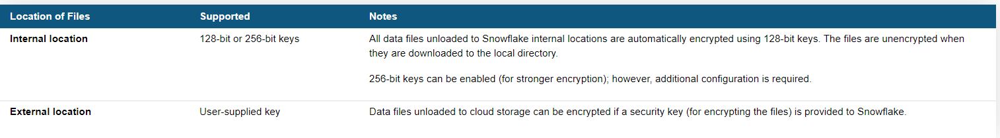 Location of Files Supported Notes
Internal location 128-bit or 256-bit keys All data files unloaded to Snowflake internal locations are automatically encrypted using 128-bit keys. The files are unencrypted when
they are downloaded to the local directory.
256-bit keys can be enabled (for stronger encryption); however, additional configuration is required.
External location User-supplied key Data files unloaded to cloud storage can be encrypted if a security key (for encrypting the files) is provided to Snowflake.